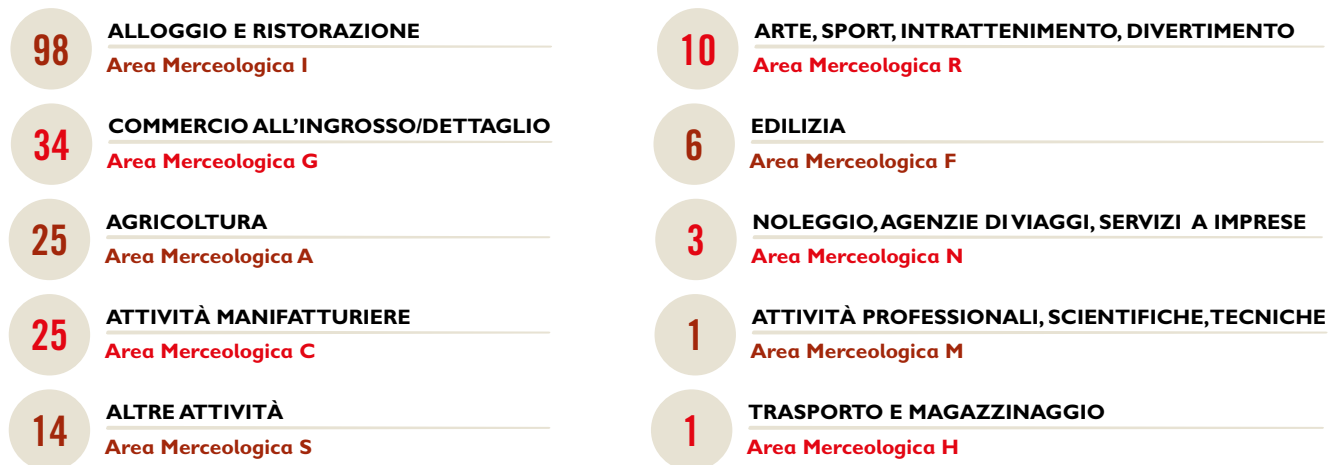 98
ALLOGGIO E RISTORAZIONE
Area Merceologica I
34
COMMERCIO ALL’INGROSSO/DETTAGLIO
Area Merceologica G
25
AGRICOLTURA
Area Merceologica A
25
ATTIVITÀ MANIFATTURIERE
Area Merceologica C
14
ALTRE ATTIVITÀ
Area Merceologica S
10
ARTE, SPORT, INTRATTENIMENTO, DIVERTIMENTO
Area Merceologica R
6
EDILIZIA
Area Merceologica F
3
NOLEGGIO, AGENZIE DI VIAGGI, SERVIZI A IMPRESE
Area Merceologica N
1
ATTIVITÀ PROFESSIONALI, SCIENTIFICHE, TECNICHE
Area Merceologica M
1
TRASPORTO E MAGAZZINAGGIO
Area Merceologica H